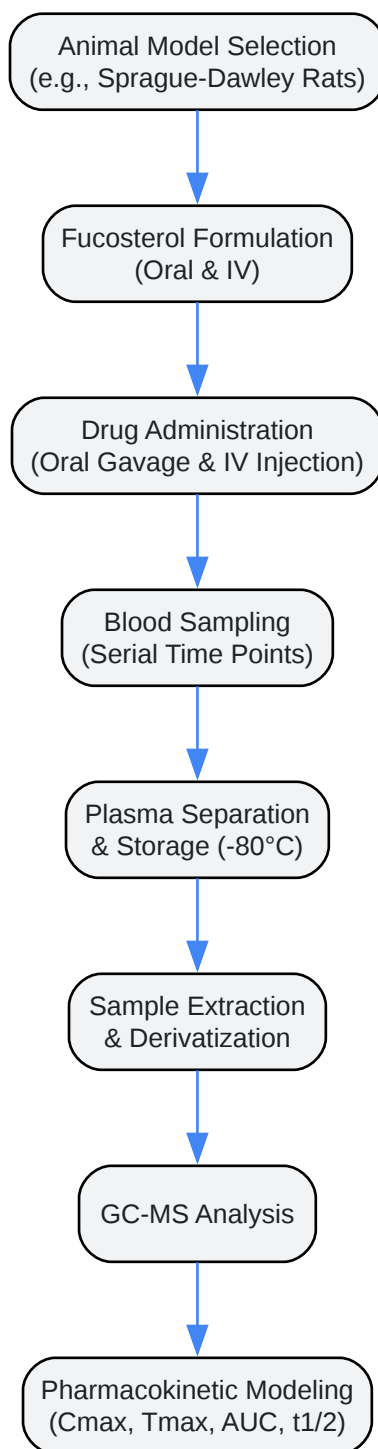 Animal Model Selection
(e.g., Sprague-Dawley Rats)
Fucosterol Formulation
(Oral & IV)
Drug Administration
(Oral Gavage & IV Injection)
Blood Sampling
(Serial Time Points)
Plasma Separation
& Storage (-80°C)
Sample Extraction
& Derivatization
GC-MS Analysis
Pharmacokinetic Modeling
(Cmax, Tmax, AUC, t1/2)